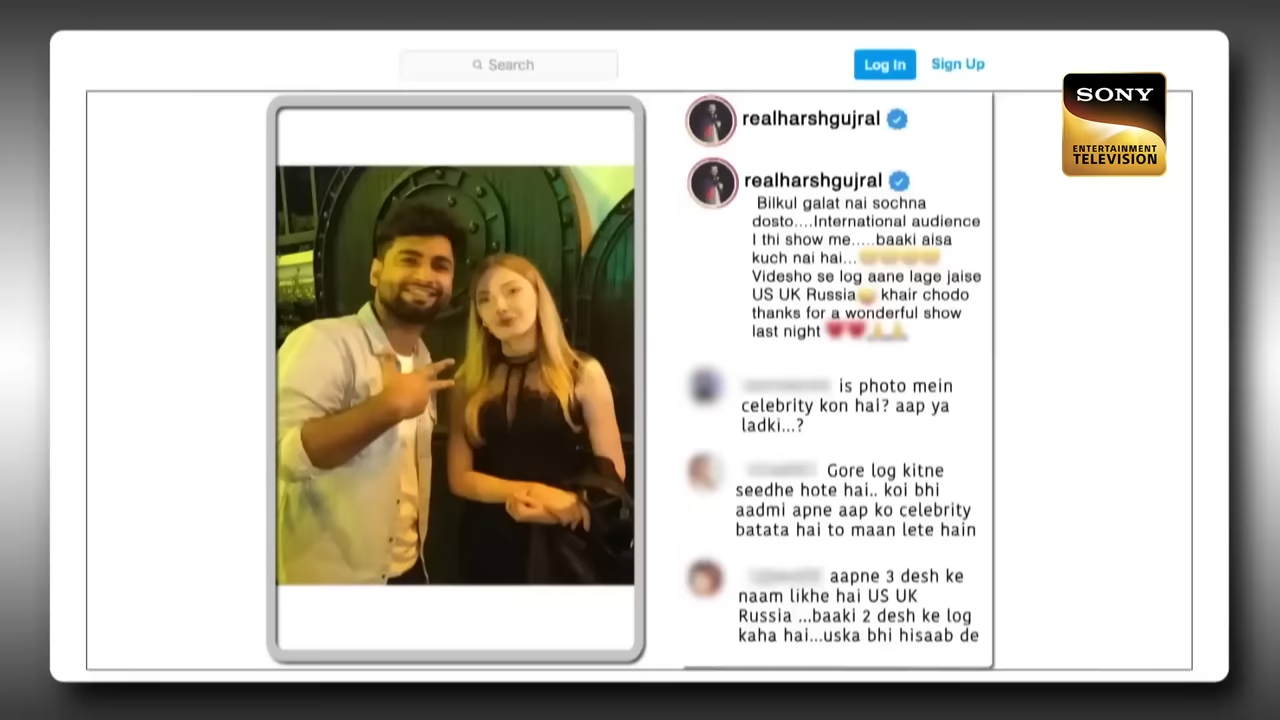 Search
Log In
Sign Up
SONY
ENTERTAINMENT
TELEVISION
realharshgujral
realharshgujral
Bilkul galat nai sochna
dosto....International audience
I thi show me.....baaki aisa
kuch nai hai...
Videsho se log aane lage jaise
US UK Russia khair chodo
thanks for a wonderful show
last night
is photo mein
celebrity kon hai? aap ya
ladki...?
Gore log kitne
seedhe hote hai.. koi bhi
aadmi apne aap ko celebrity
batata hai to maan lete hain
aapne 3 desh ke
naam likhe hai US UK
Russia ...baaki 2 desh ke log
kaha hai...uska bhi hisaab de